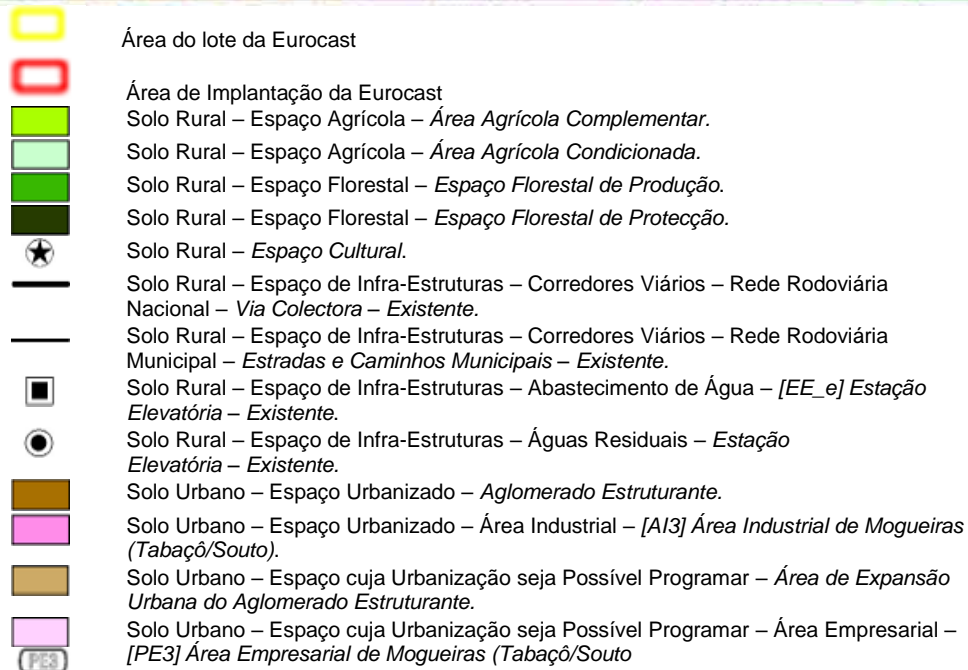 Área do lote da Eurocast
Área de Implantação da Eurocast
Solo Rural – Espaço Agrícola – Área Agrícola Complementar.
Solo Rural – Espaço Agrícola – Área Agrícola Condicionada.
Solo Rural – Espaço Florestal – Espaço Florestal de Produção.
Solo Rural – Espaço Florestal – Espaço Florestal de Protecção.
Solo Rural – Espaço Cultural.
Solo Rural – Espaço de Infra-Estruturas – Corredores Viários – Rede Rodoviária
Nacional – Via Colectora – Existente.
Solo Rural – Espaço de Infra-Estruturas – Corredores Viários – Rede Rodoviária
Municipal – Estradas e Caminhos Municipais – Existente.
Solo Rural – Espaço de Infra-Estruturas – Abastecimento de Água – [EE_e] Estação
Elevatória – Existente.
Solo Rural – Espaço de Infra-Estruturas – Águas Residuais – Estação
Elevatória – Existente.
Solo Urbano – Espaço Urbanizado – Aglomerado Estruturante.
Solo Urbano – Espaço Urbanizado – Área Industrial – [AI3] Área Industrial de Mogueiras
(Tabaçô/Souto).
Solo Urbano – Espaço cuja Urbanização seja Possível Programar – Área de Expansão
Urbana do Aglomerado Estruturante.
Solo Urbano – Espaço cuja Urbanização seja Possível Programar – Área Empresarial –
(PE3) [PE3] Área Empresarial de Mogueiras (Tabaçô/Souto